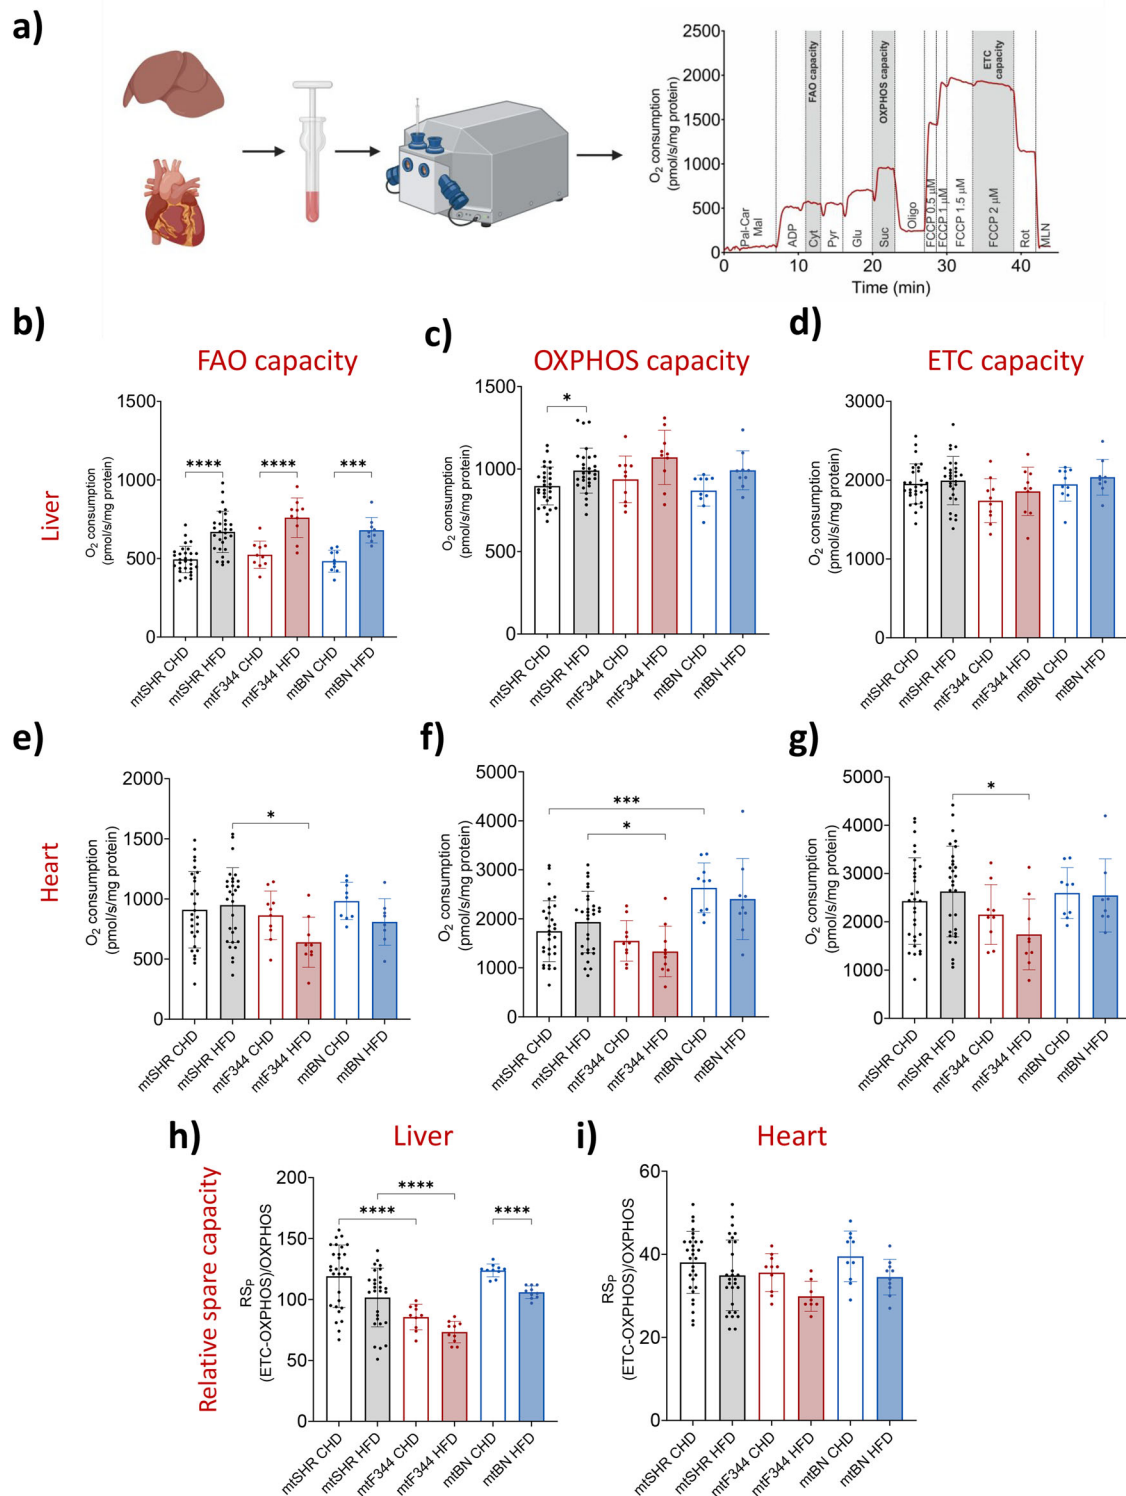 a)
2500
2000
1500
1000
500
0
O2 consumption
(pmol/s/mg protein)
FAO capacity
OXPHOS capacity
ETC
capacity
Pal-Car
Mal
ADP
Cyt
Pyr
Glu
Suc
Oligo
FCCP 0.5 µM
FCCP 1 µM
FCCP 1.5 µM
FCCP 2 µM
Rot
MLN
0 10 20 30 40
Time (min)
b)
c)
d)
FAO capacity
OXPHOS capacity
ETC capacity
Liver
O2 consumption
(pmol/s/mg protein)
1500
1000
500
0
**** **** ***
mtSHR CHD
mtSHR HFD
mtF344 CHD
mtF344 HFD
mtBN CHD
mtBN HFD
O2 consumption
(pmol/s/mg protein)
1500
1000
500
0
*
mtSHR CHD
mtSHR HFD
mtF344 CHD
mtF344 HFD
mtBN CHD
mtBN HFD
O2 consumption
(pmol/s/mg protein)
3000
2000
1000
0
mtSHR CHD
mtSHR HFD
mtF344 CHD
mtF344 HFD
mtBN CHD
mtBN HFD
e)
f)
g)
Heart
O2 consumption
(pmol/s/mg protein)
2000
1500
1000
500
0
*
mtSHR CHD
mtSHR HFD
mtF344 CHD
mtF344 HFD
mtBN CHD
mtBN HFD
O2 consumption
(pmol/s/mg protein)
5000
4000
3000
2000
1000
0
***
*
mtSHR CHD
mtSHR HFD
mtF344 CHD
mtF344 HFD
mtBN CHD
mtBN HFD
O2 consumption
(pmol/s/mg protein)
5000
4000
3000
2000
1000
0
*
mtSHR CHD
mtSHR HFD
mtF344 CHD
mtF344 HFD
mtBN CHD
mtBN HFD
h)
Liver
i)
Heart
Relative spare capacity
RSP
(ETC-OXPHOS)/OXPHOS
200
150
100
50
0
****
**** ****
mtSHR CHD
mtSHR HFD
mtF344 CHD
mtF344 HFD
mtBN CHD
mtBN HFD
RSP
(ETC-OXPHOS)/OXPHOS
60
40
20
0
mtSHR CHD
mtSHR HFD
mtF344 CHD
mtF344 HFD
mtBN CHD
mtBN HFD